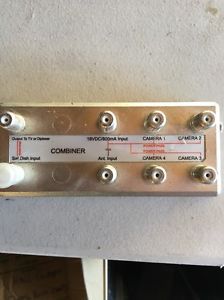 Output to TV or Diplexer 18VDC/600mA Input CAMERA 1 CAMERA 2
COMBINER
Sat. Dish Input Ant. Input CAMERA 4 CAMERA 3